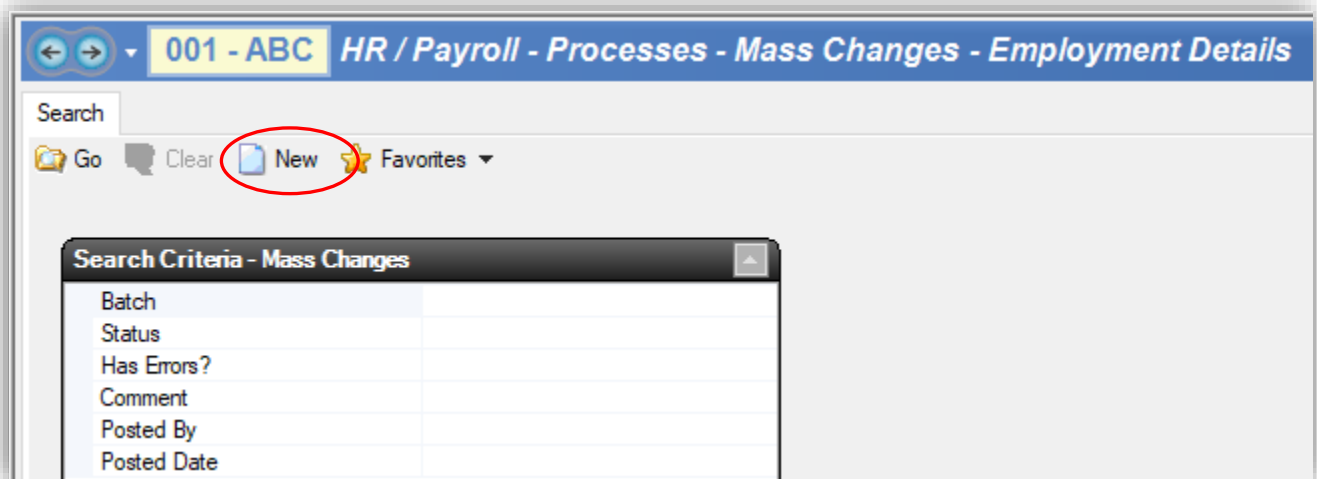 001 - ABC HR / Payroll - Processes - Mass Changes - Employment Details
Search
Go Clear New Favorites
Search Criteria - Mass Changes
Batch
Status
Has Errors?
Comment
Posted By
Posted Date